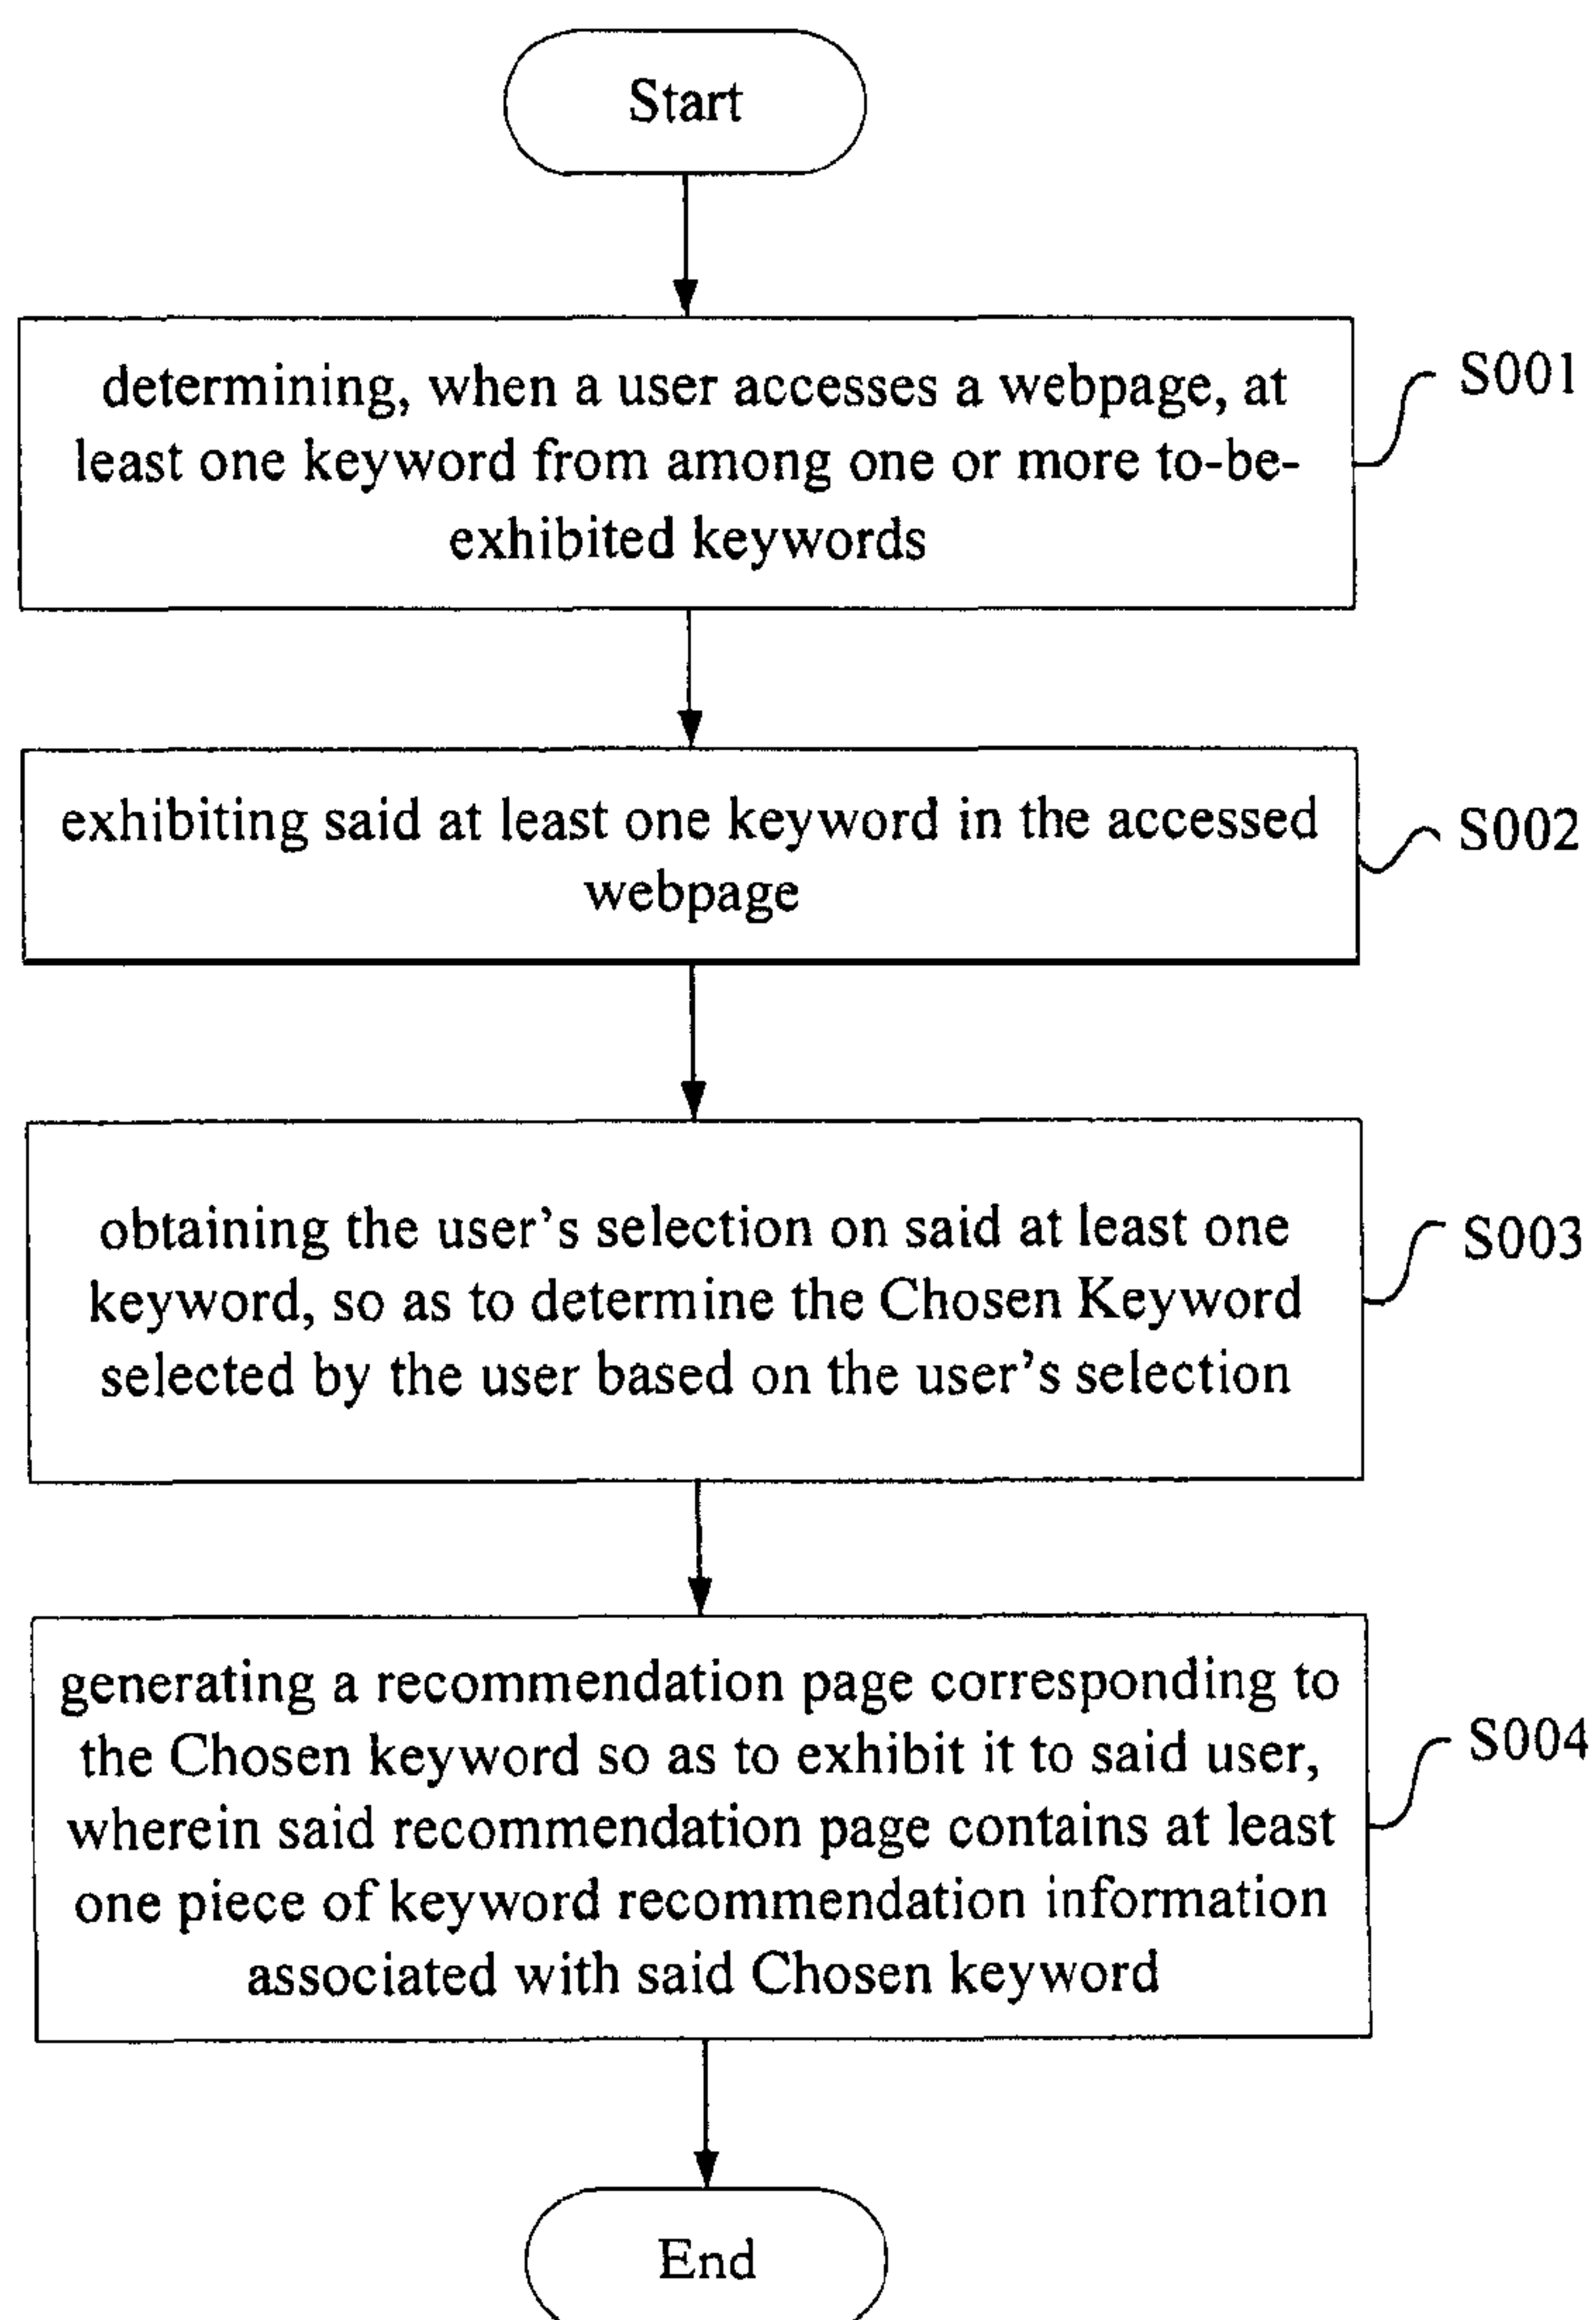 Start
determining, when a user accesses a webpage, at
least one keyword from among one or more to-be-
exhibited keywords
S001
exhibiting said at least one keyword in the accessed
webpage
S002
obtaining the user’s selection on said at least one
keyword, so as to determine the Chosen Keyword
selected by the user based on the user’s selection
S003
generating a recommendation page corresponding to
the Chosen keyword so as to exhibit it to said user,
wherein said recommendation page contains at least
one piece of keyword recommendation information
associated with said Chosen keyword
S004
End